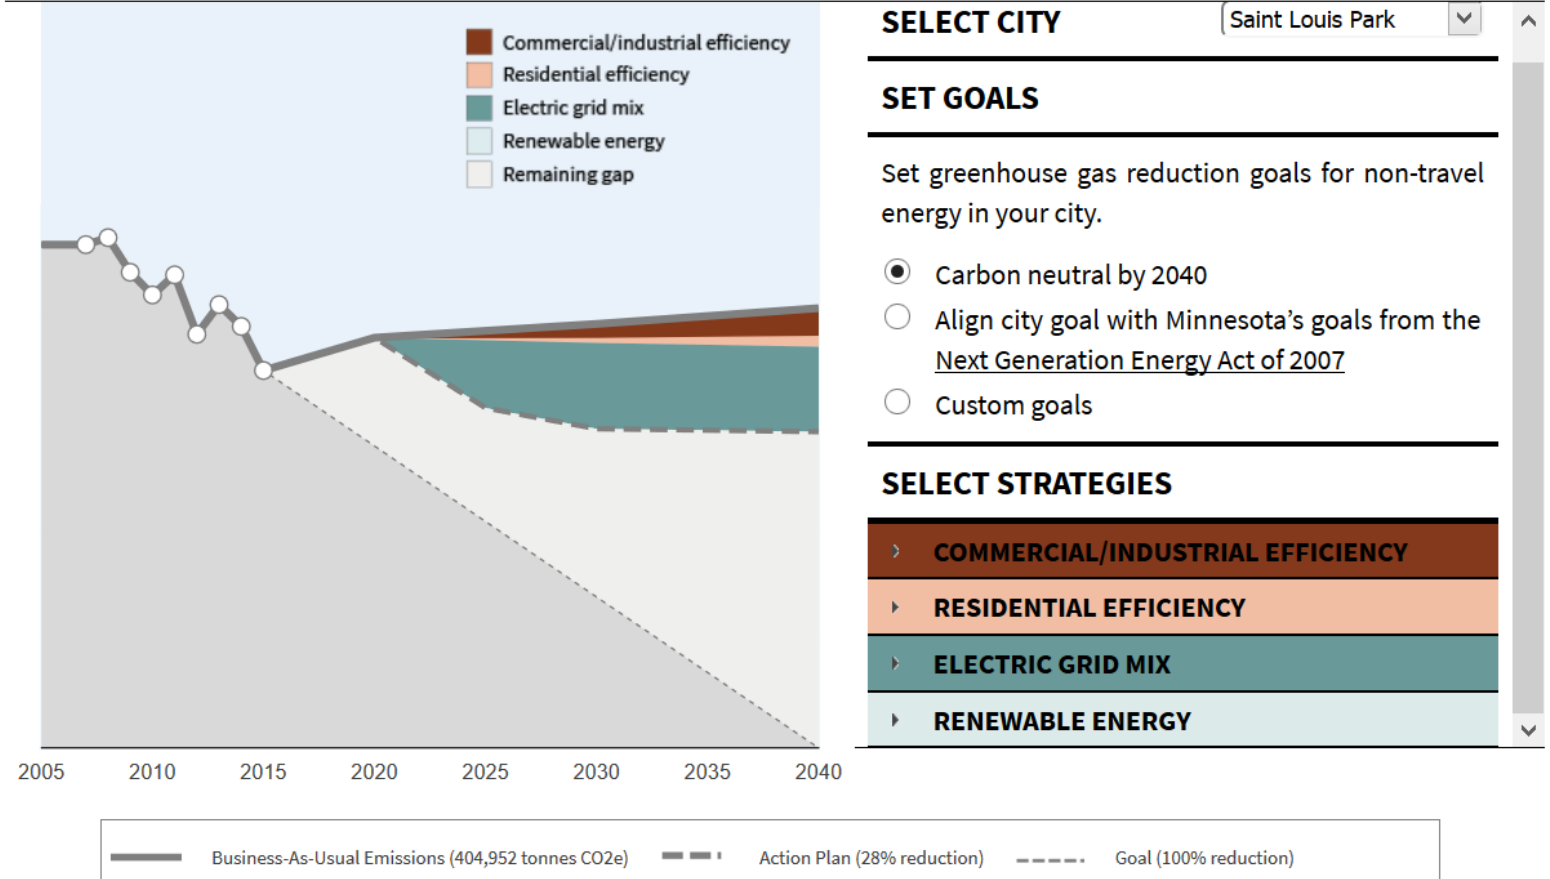 Commercial/industrial efficiency
Residential efficiency
Electric grid mix
Renewable energy
Remaining gap
2005 2010 2015 2020 2025 2030 2035 2040
SELECT CITY
Saint Louis Park
SET GOALS
Set greenhouse gas reduction goals for non-travel
energy in your city.
Carbon neutral by 2040
Align city goal with Minnesota’s goals from the
Next Generation Energy Act of 2007
Custom goals
SELECT STRATEGIES
COMMERCIAL/INDUSTRIAL EFFICIENCY
RESIDENTIAL EFFICIENCY
ELECTRIC GRID MIX
RENEWABLE ENERGY
Business-As-Usual Emissions (404,952 tonnes CO2e) Action Plan (28% reduction) Goal (100% reduction)